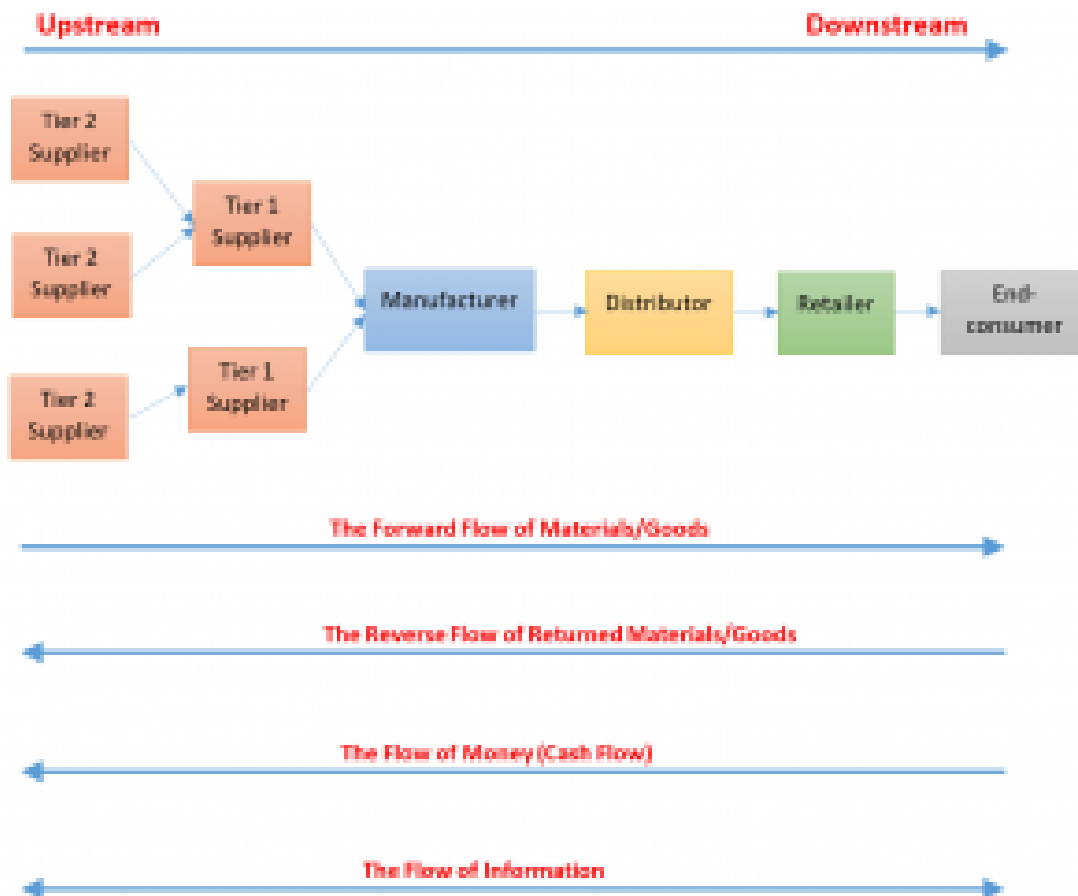 Upstream
Downstream
Tier 2
Supplier
Tier 1
Supplier
Tier 2
Supplier
Manufacturer
Distributor
Retailer
End-
consumer
Tier 1
Supplier
Tier 2
Supplier
The Forward Flow of Materials/Goods
The Reverse Flow of Returned Materials/Goods
The Flow of Money (Cash Flow)
The Flow of Information